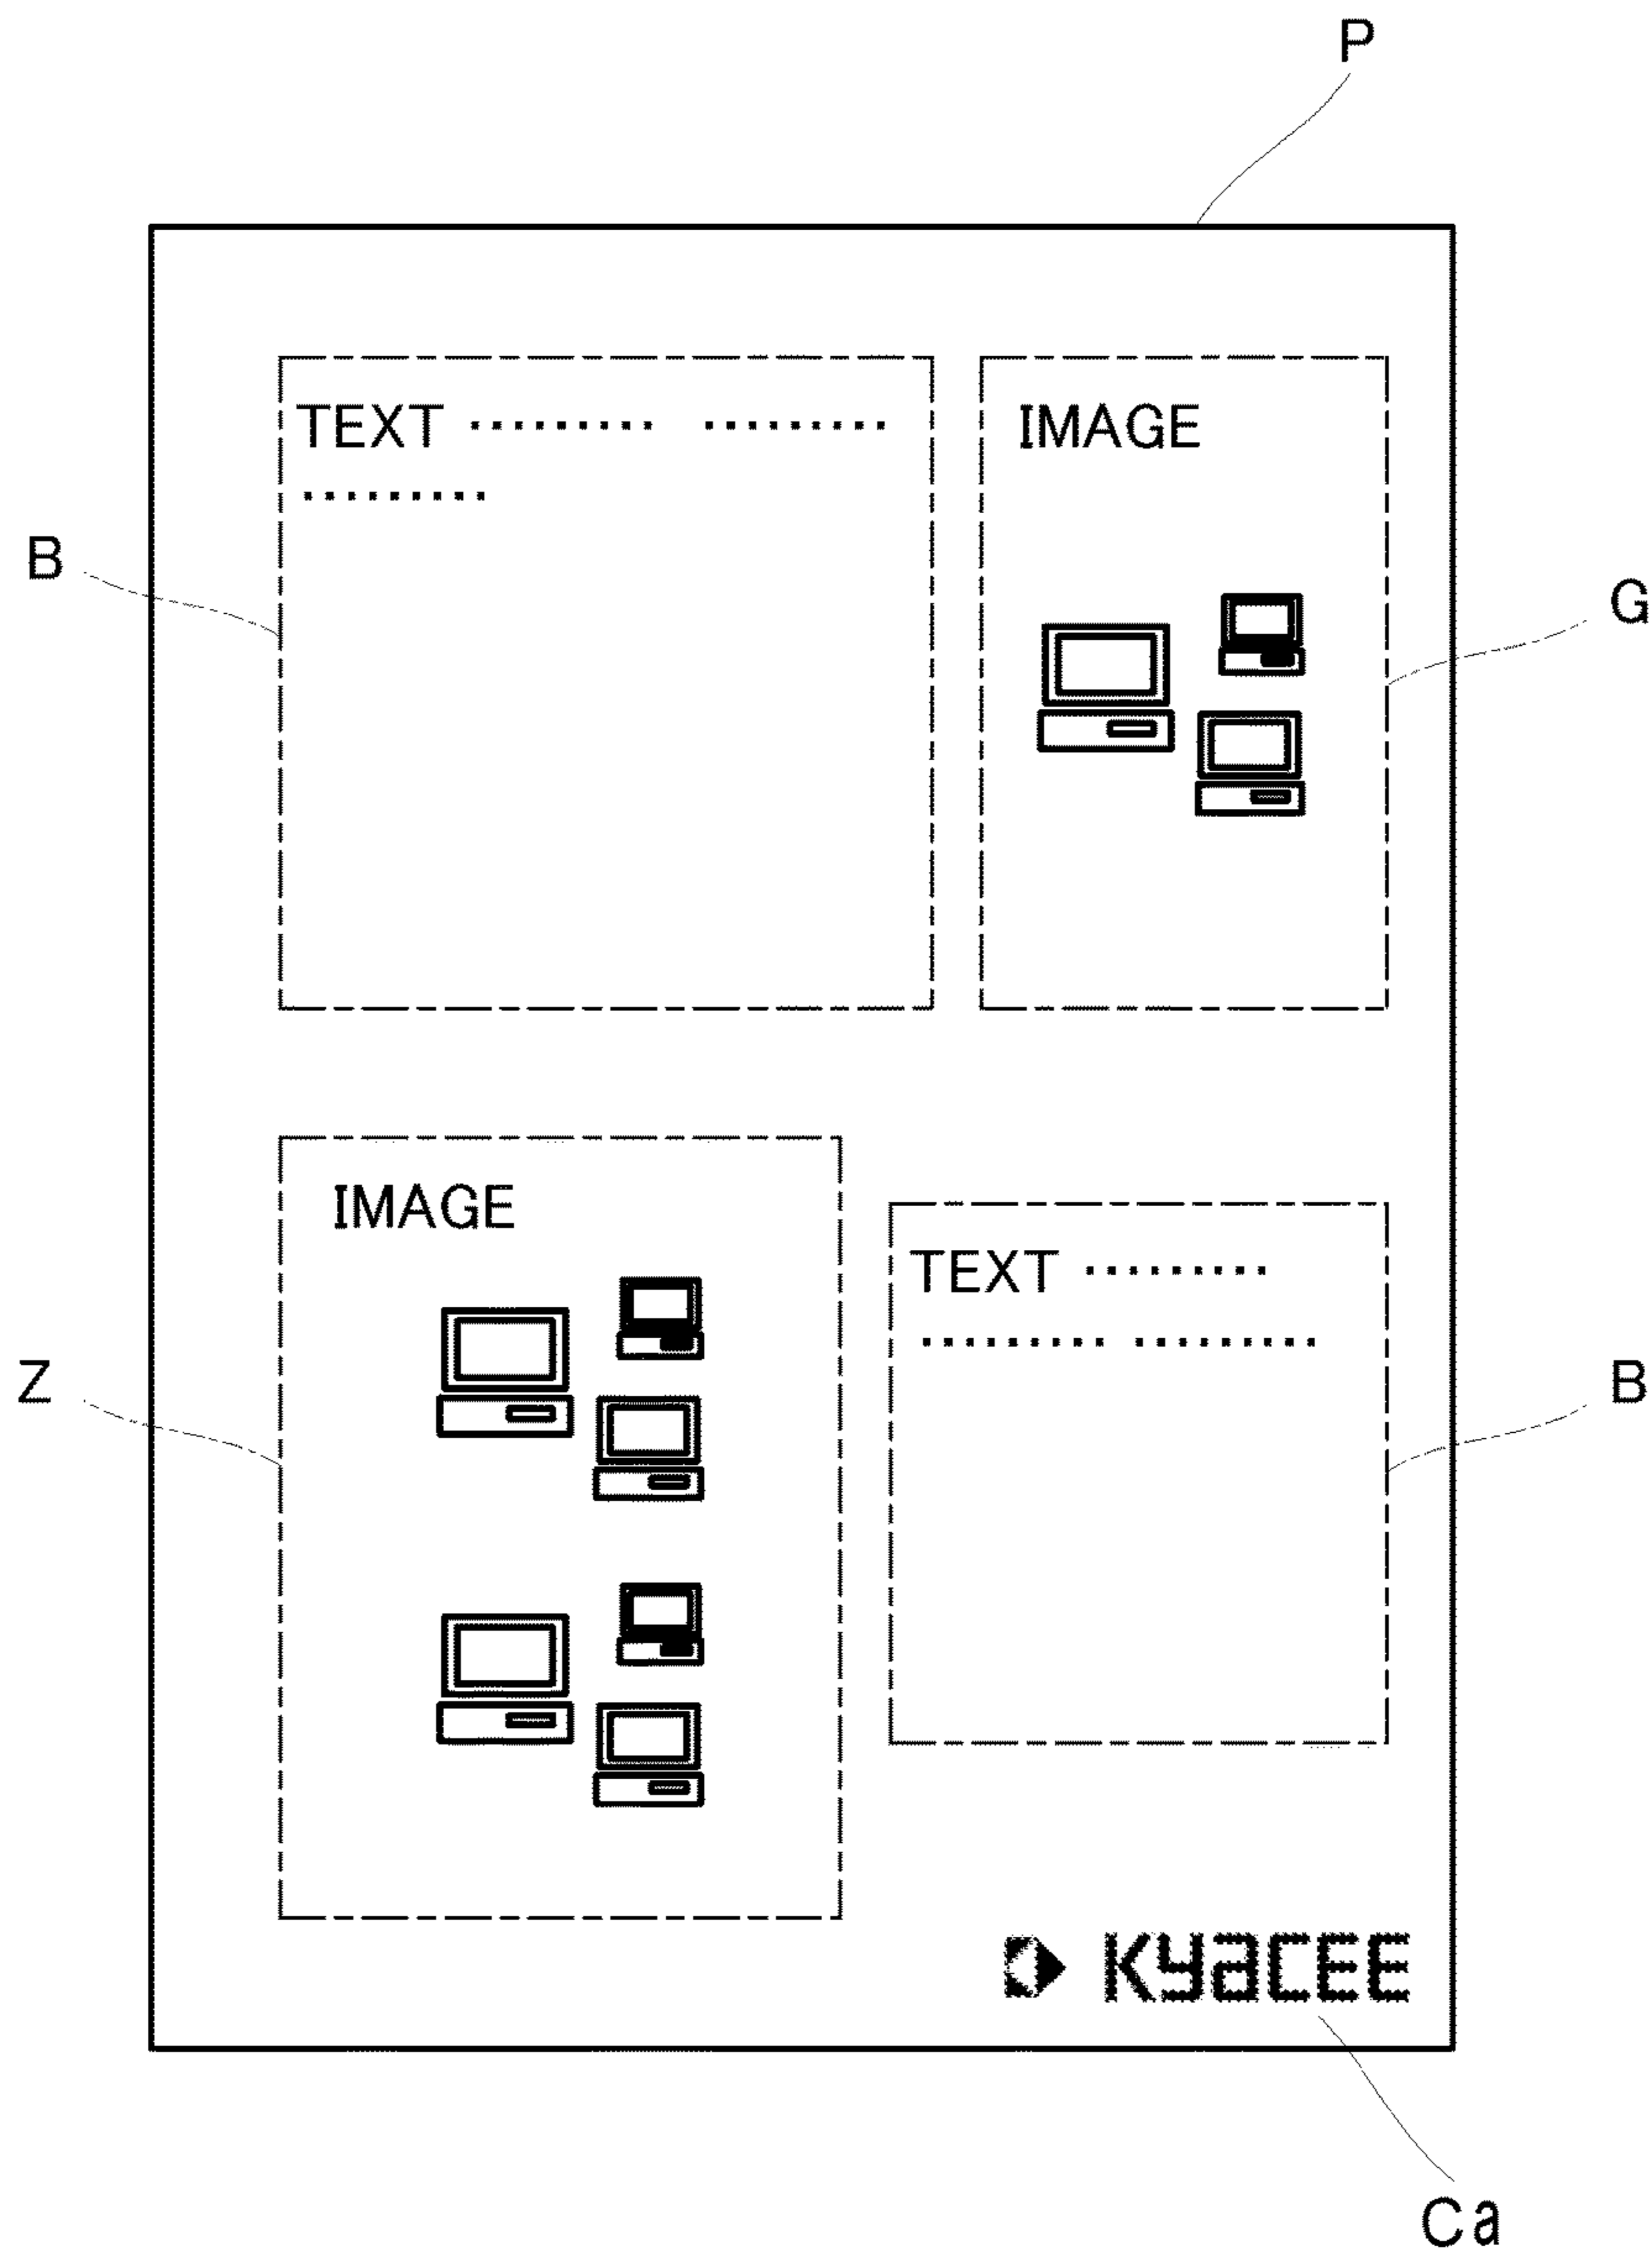 P
TEXT ......... .........
.........
IMAGE
B
G
IMAGE
TEXT .........
......... .........
Z
B
KYACEE
Ca